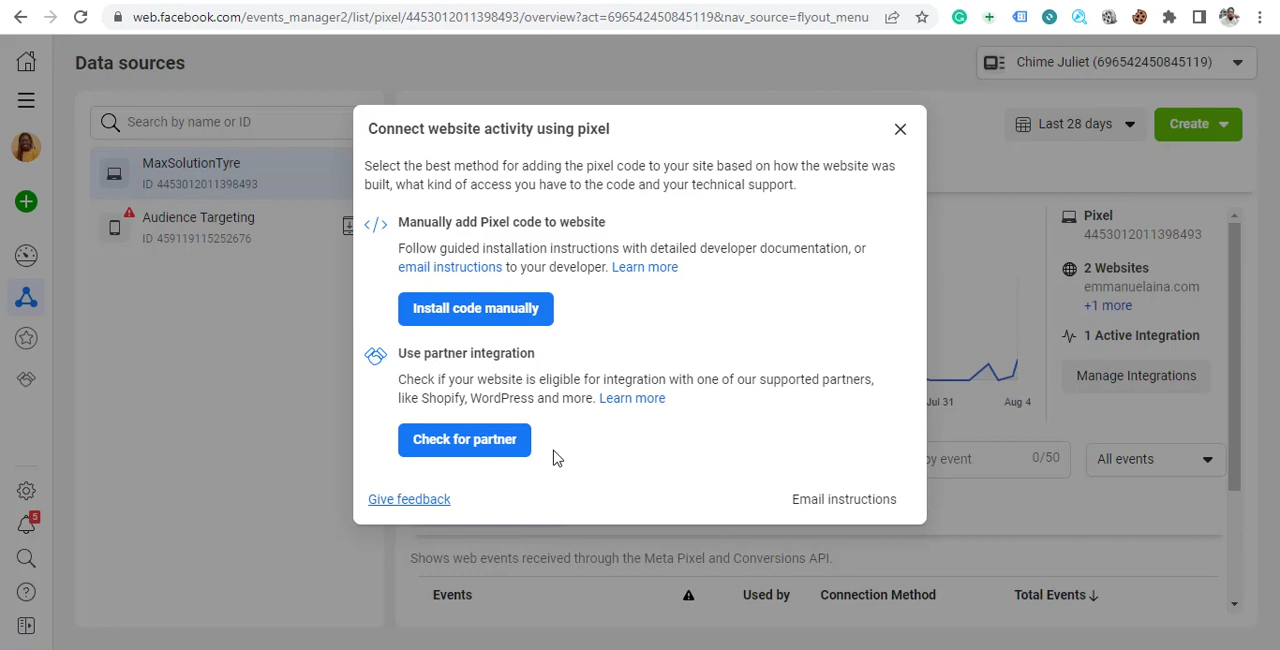 web.facebook.com/events_manager2/list/pixel/4453012011398493/overview?act=696542450845119&nav_source=flyout_menu
Data sources
Chime Juliet (696542450845119)
Search by name or ID
MaxSolutionTyre
ID 4453012011398493
Audience Targeting
ID 459119115252676
Last 28 days
Create
Connect website activity using pixel
Select the best method for adding the pixel code to your site based on how the website was
built, what kind of access you have to the code and your technical support.
Manually add Pixel code to website
Follow guided installation instructions with detailed developer documentation, or
email instructions to your developer. Learn more
Install code manually
Use partner integration
Check if your website is eligible for integration with one of our supported partners,
like Shopify, WordPress and more. Learn more
Check for partner
Give feedback
Email instructions
Pixel
4453012011398493
2 Websites
emmanuelaina.com
+1 more
1 Active Integration
Manage Integrations
Jul 31
Aug 4
by event
0/50
All events
5
Shows web events received through the Meta Pixel and Conversions API.
Events
Used by
Connection Method
Total Events